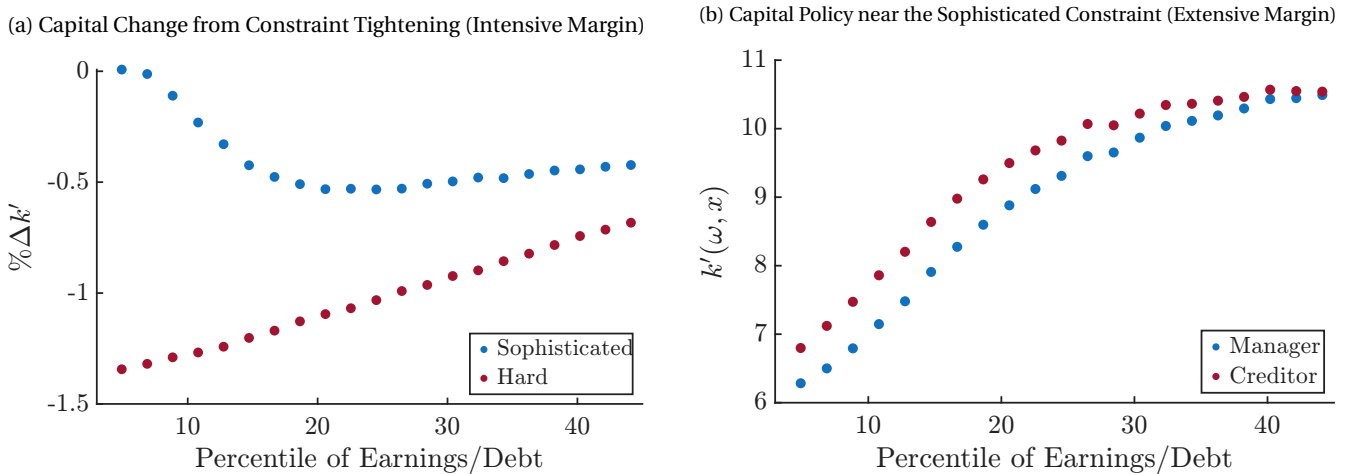 (a) Capital Change from Constraint Tightening (Intensive Margin)
0
-0.5
-1
-1.5
%Δk′
10 20 30 40
Percentile of Earnings/Debt
Sophisticated
Hard
(b) Capital Policy near the Sophisticated Constraint (Extensive Margin)
11
10
9
8
7
6
k′(ω, x)
10 20 30 40
Percentile of Earnings/Debt
Manager
Creditor